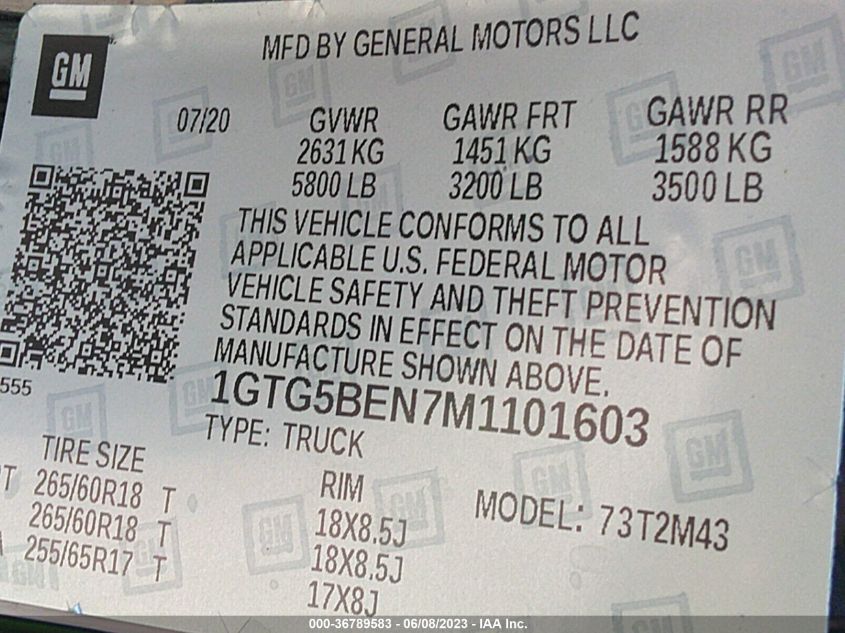 GM
MFD BY GENERAL MOTORS LLC
07/20 GVWR GAWR FRT GAWR RR
2631 KG 1451 KG 1588 KG
5800 LB 3200 LB 3500 LB
THIS VEHICLE CONFORMS TO ALL
APPLICABLE U.S. FEDERAL MOTOR
VEHICLE SAFETY AND THEFT PREVENTION
STANDARDS IN EFFECT ON THE DATE OF
MANUFACTURE SHOWN ABOVE.
555
1GTG5BEN7M1101603
TYPE: TRUCK
TIRE SIZE RIM MODEL: 73T2M43
265/60R18 T 18X8.5J
265/60R18 T 18X8.5J
255/65R17 T 17X8J
000-36789583 - 06/08/2023 - IAA Inc.